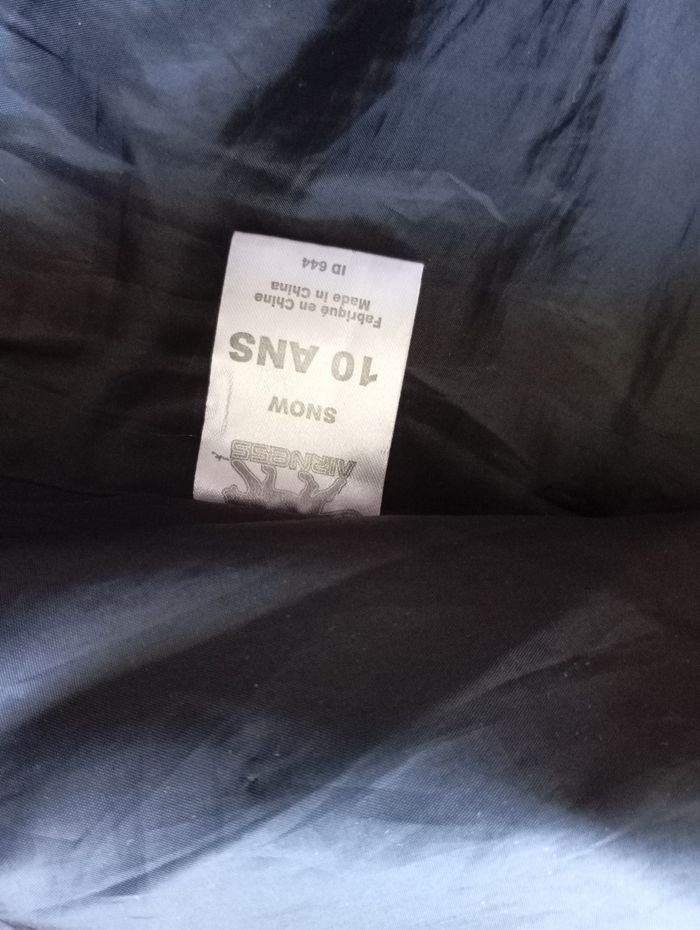 AIRNESS
SNOW
10 ANS
Fabriqué en Chine
Made in China
ID 644